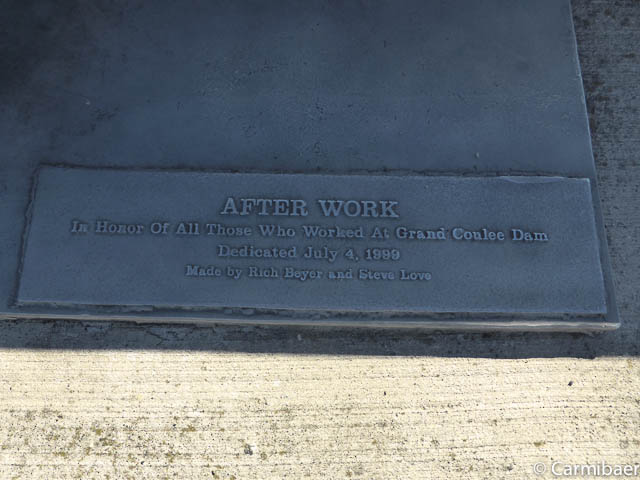 AFTER WORK
In Honor Of All Those Who Worked At Grand Coulee Dam
Dedicated July 4, 1999
Made by Rich Beyer and Steve Love
© Carmibaer